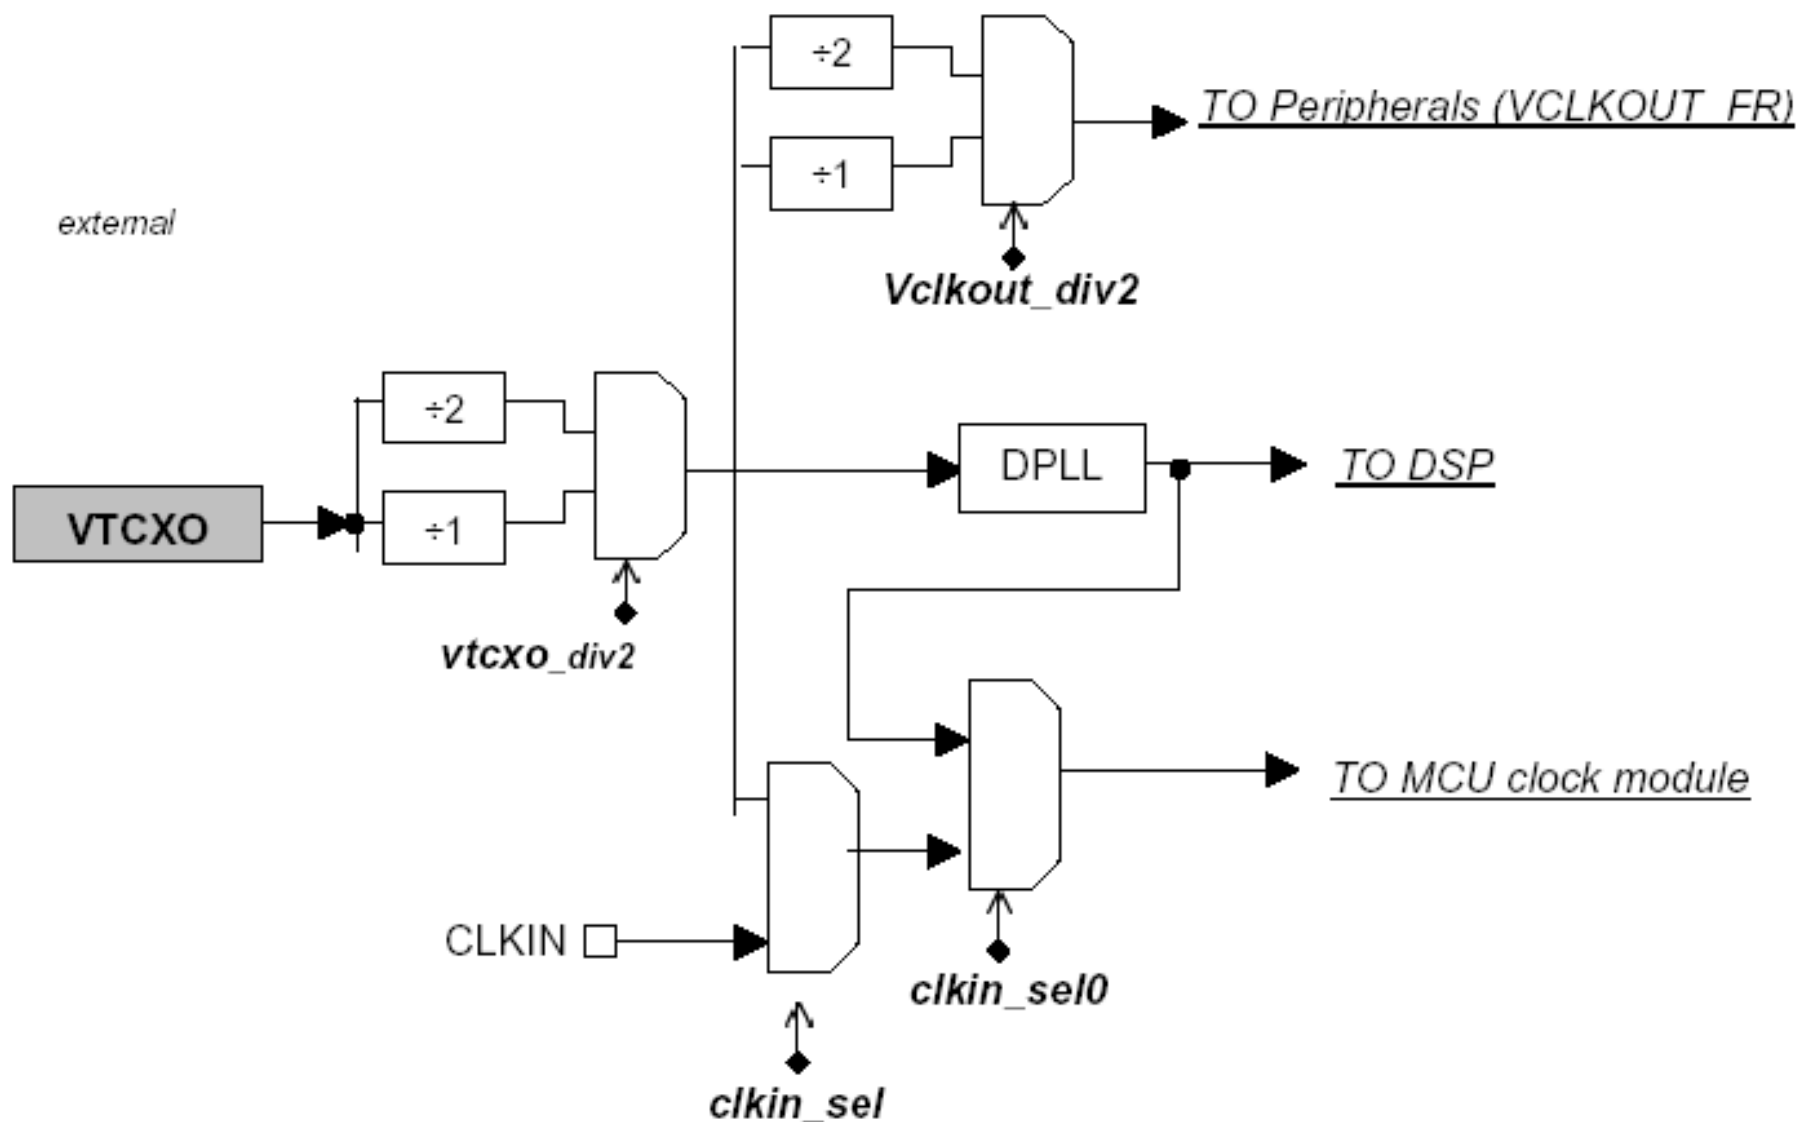 ÷2
TO Peripherals (VCLKOUT_FR)
÷1
external
Vclkout_div2
÷2
DPLL
TO DSP
VTCXO
÷1
vtcxo_div2
TO MCU clock module
CLKIN
clkin_sel0
clkin_sel